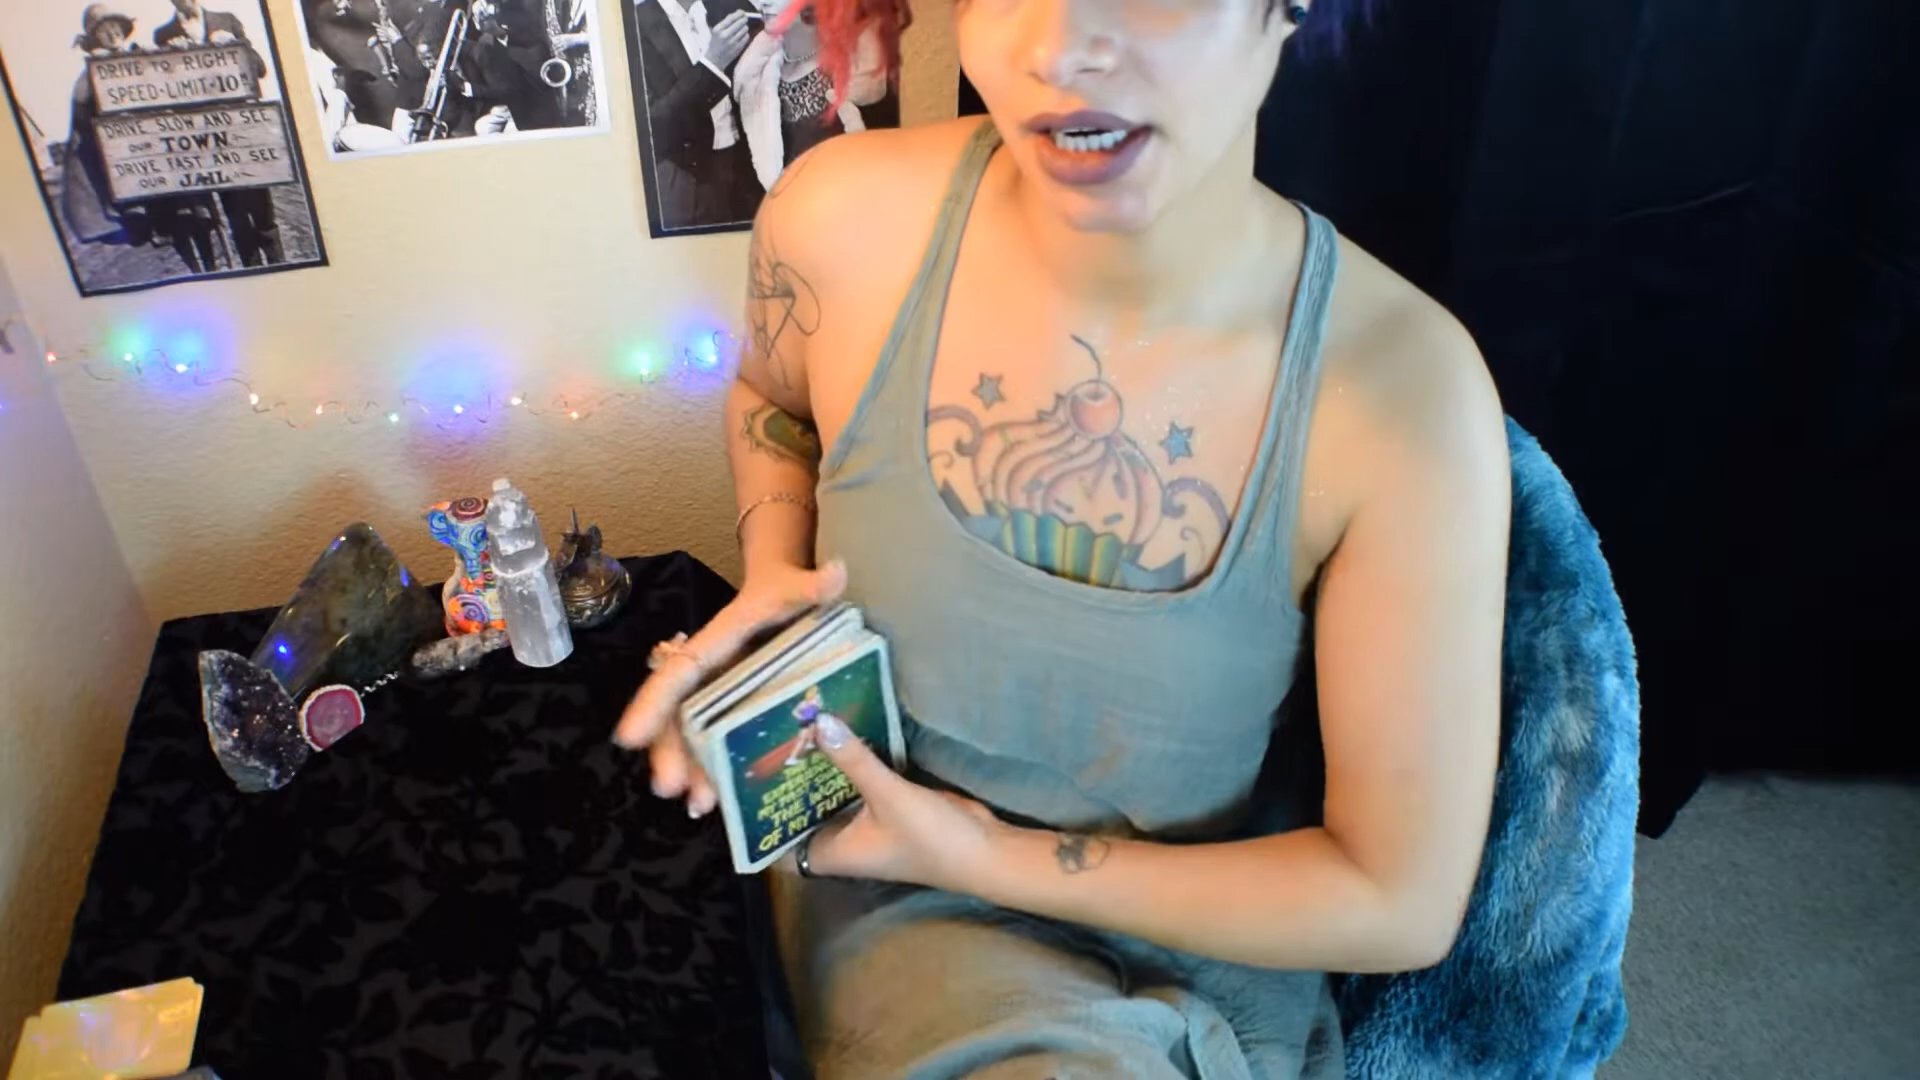 DRIVE TO RIGHT
SPEED-LIMIT-10M
DRIVE SLOW AND SEE
OUR TOWN
DRIVE FAST AND SEE
OUR JAIL
THE WOR
OF MY FUTU